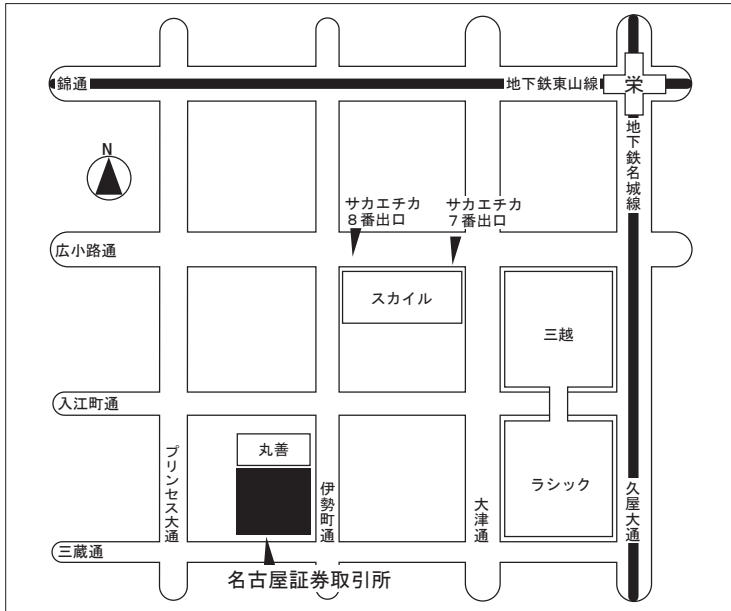 錦通
地下鉄東山線
栄
地下鉄名城線
N
サカエチカ
8番出口
サカエチカ
7番出口
広小路通
スカイル
三越
入江町通
丸善
プリンセス大通
伊勢町通
大津通
ラシック
久屋大通
三蔵通
名古屋証券取引所